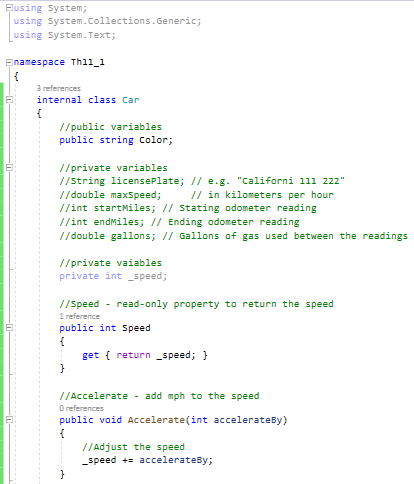 using System;
using System.Collections.Generic;
using System.Text;
namespace Th11_1
{
3 references
internal class Car
{
//public variables
public string Color;
//private variables
//String licensePlate; // e.g. "Californi 111 222"
//double maxSpeed; // in kilometers per hour
//int startMiles; // Stating odometer reading
//int endMiles; // Ending odometer reading
//double gallons; // Gallons of gas used between the readings
//private vaiables
private int _speed;
//Speed - read-only property to return the speed
1 reference
public int Speed
{
get { return _speed; }
}
//Accelerate - add mph to the speed
0 references
public void Accelerate(int accelerateBy)
{
//Adjust the speed
_speed += accelerateBy;
}